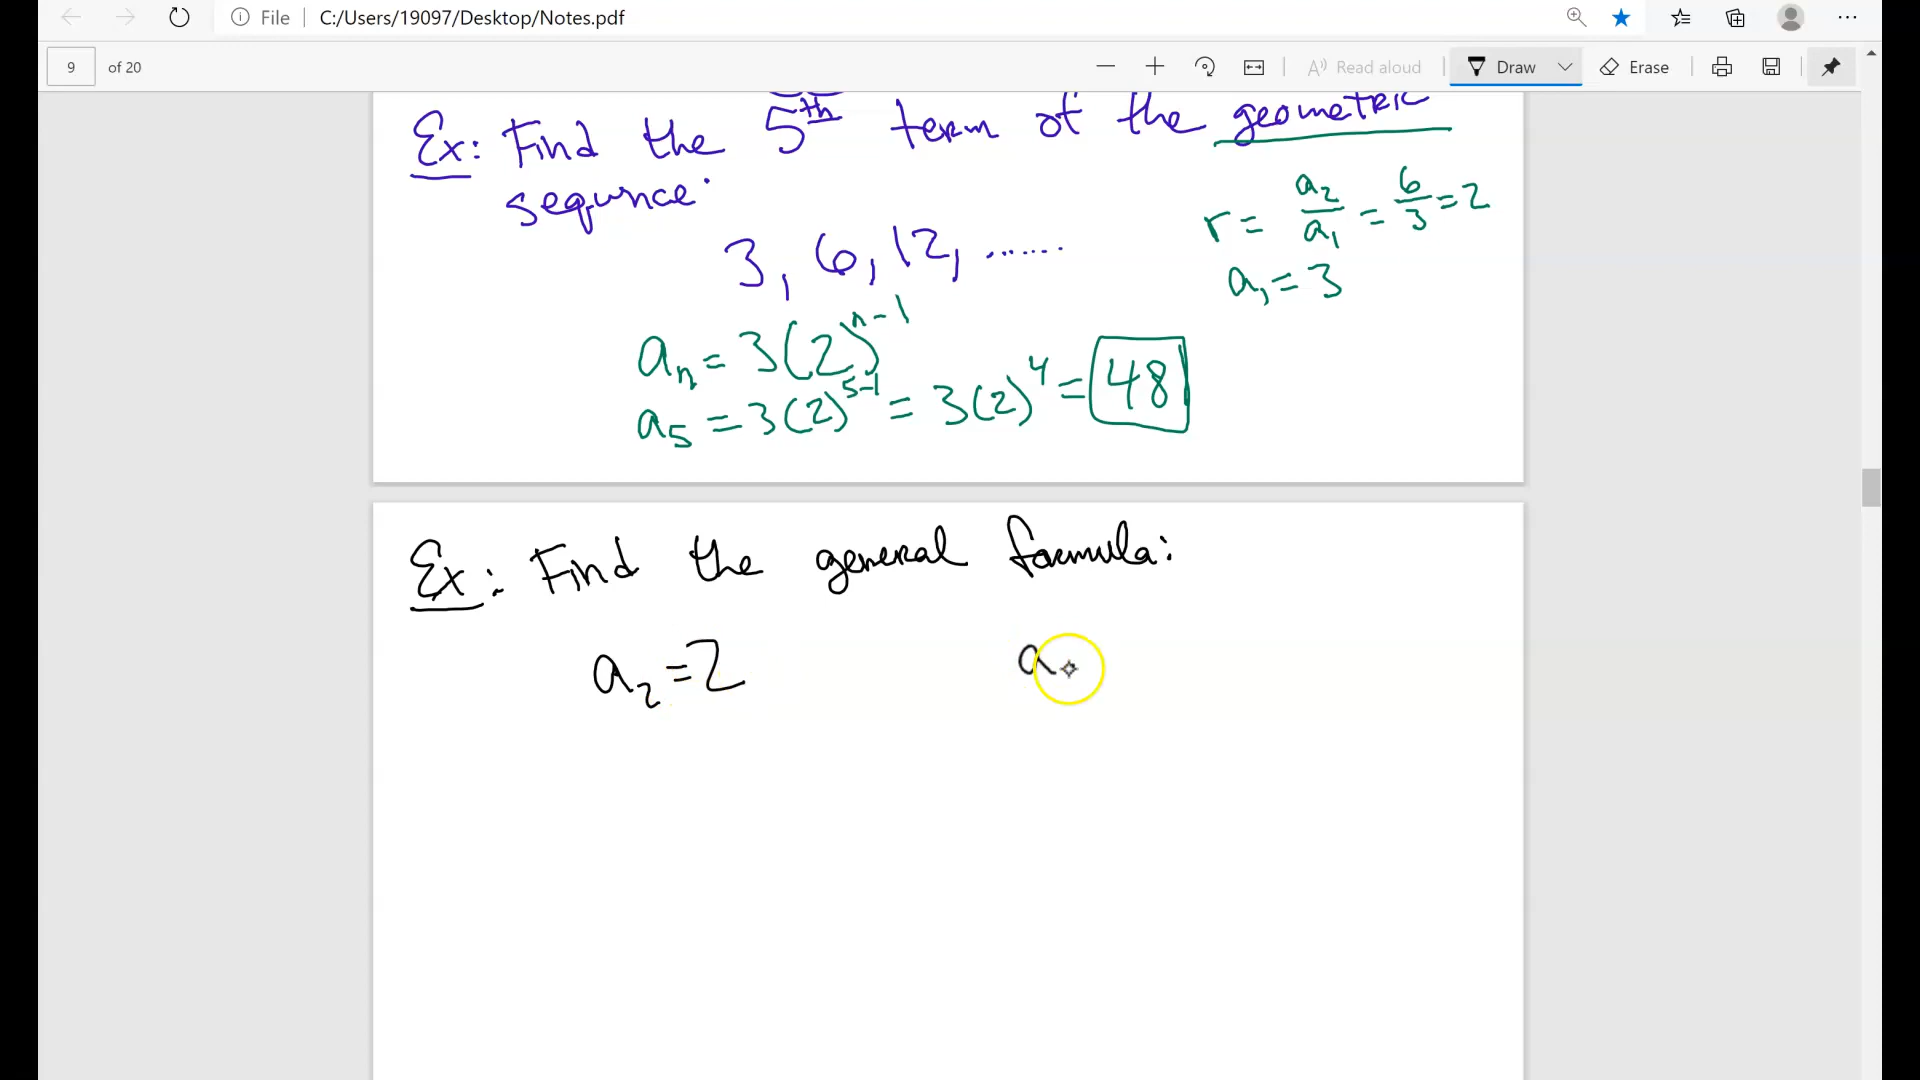 File C:/Users/19097/Desktop/Notes.pdf
9 of 20 Read aloud Draw Erase
Ex: Find the 5th term of the geometric
sequnce:
r = a2/a1 = 6/3 = 2
3, 6, 12, .......
a1 = 3
an = 3(2)^n-1
a5 = 3(2)^5-1 = 3(2)^4 = 48
Ex: Find the general formula:
a2 = 2 a